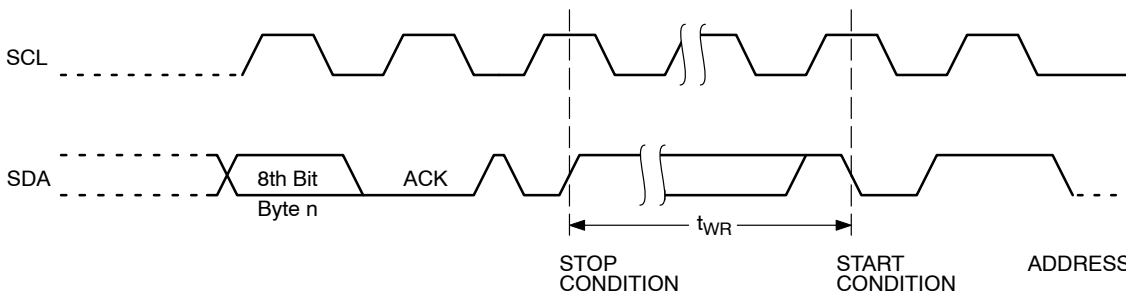 SCL
SDA
8th Bit
Byte n
ACK
tWR
STOP
CONDITION
START
CONDITION
ADDRESS